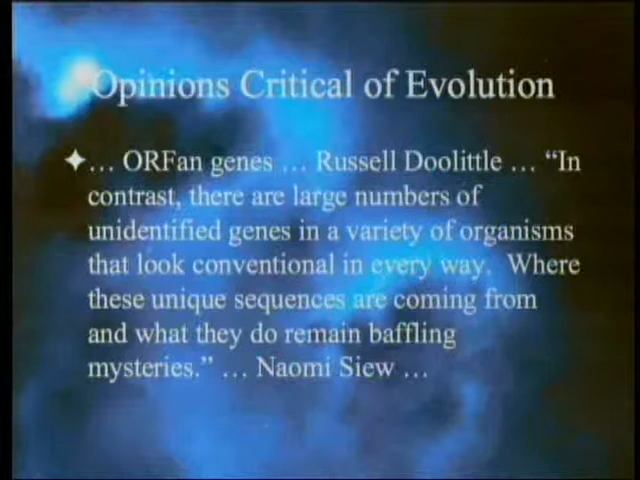 Opinions Critical of Evolution
✦… ORFan genes … Russell Doolittle … “In
contrast, there are large numbers of
unidentified genes in a variety of organisms
that look conventional in every way.  Where
these unique sequences are coming from
and what they do remain baffling
mysteries.” … Naomi Siew …